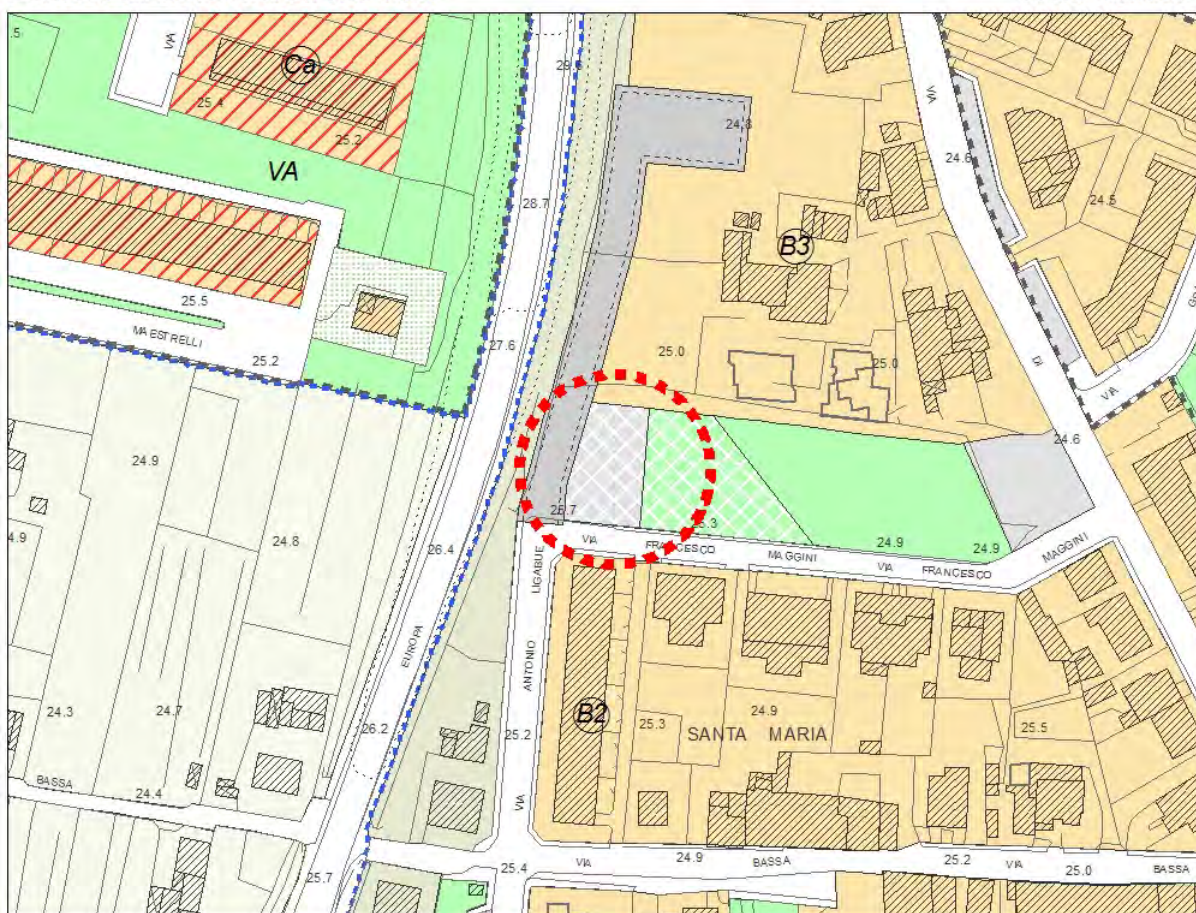 VIA
Ca
29.6
25.4
24.8
25.2
VIA
24.6
VA
24.5
28.7
B3
25.5
MAESTRELLI
25.2
27.6
25.0
25.0
DI
VIA
24.6
24.9
25.3
24.9
24.9
VIA
FRANCESCO
MAGGINI
VIA
FRANCESCO
MAGGINI
24.8
26.4
LIGABUE
ANTONIO
VIA
EUROPA
24.3
24.7
26.2
25.2
B2
25.3
24.9
SANTA MARIA
25.5
BASSA
24.4
25.7
25.4
VIA
24.9
BASSA
25.2
VIA
25.0
BASSA